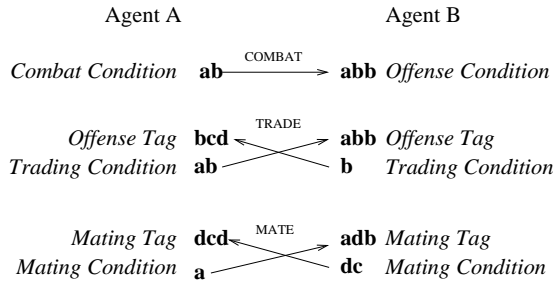 Agent A Agent B
COMBAT
Combat Condition ab abb Offense Condition
TRADE
Offense Tag bcd abb Offense Tag
Trading Condition ab b Trading Condition
MATE
Mating Tag dcd adb Mating Tag
Mating Condition a dc Mating Condition